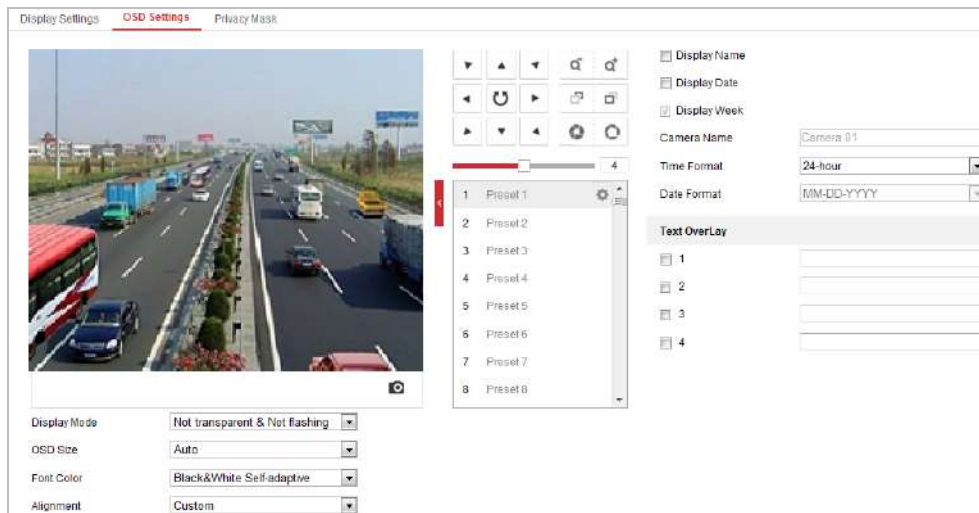 Display Settings
OSD Settings
Privacy Mask
Display Name
Display Date
Display Week
Camera Name
Camera 01
4
Time Format
24-hour
Date Format
MM-DD-YYYY
1 Preset 1
2 Preset 2
3 Preset 3
4 Preset 4
5 Preset 5
6 Preset 6
7 Preset 7
8 Preset 8
Text OverLay
1
2
3
4
Display Mode
Not transparent & Not flashing
OSD Size
Auto
Font Color
Black&White Self-adaptive
Alignment
Custom